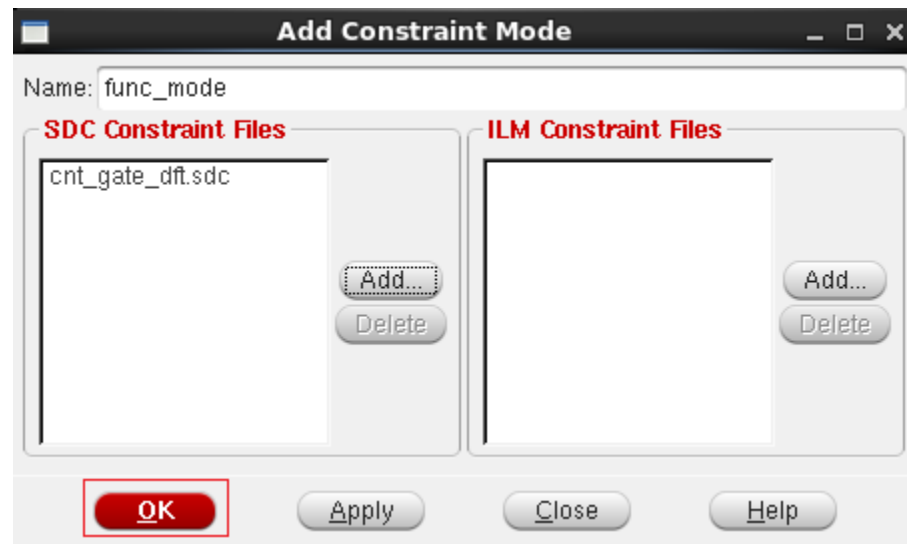 Add Constraint Mode
Name: func_mode
SDC Constraint Files
ILM Constraint Files
cnt_gate_dft.sdc
Add...
Delete
Add...
Delete
OK
Apply
Close
Help